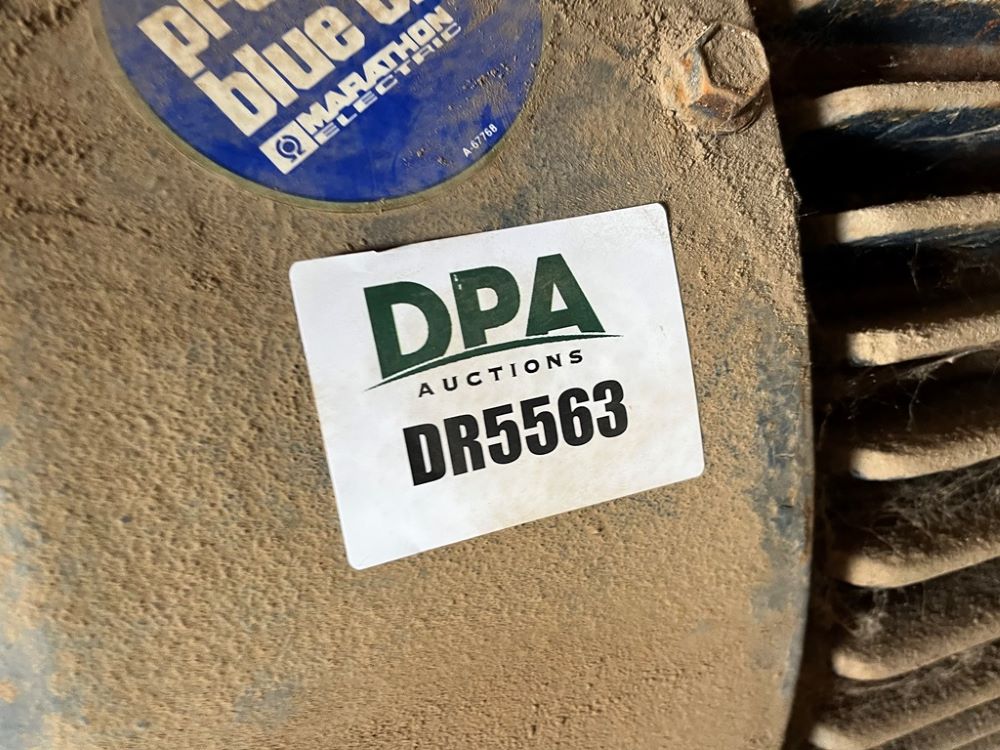 blue
MARATHON
ELECTRIC
A-67768
DPA
AUCTIONS
DR5563